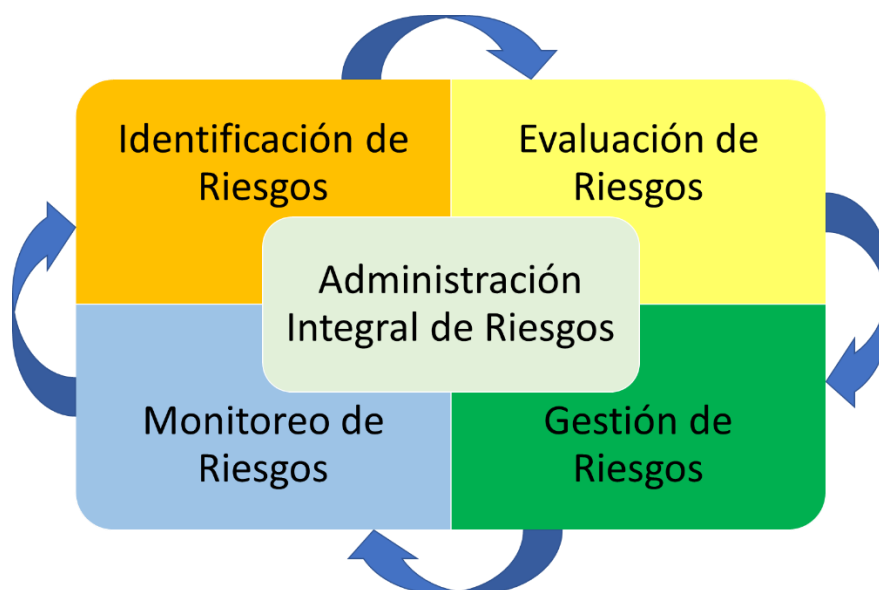 Identificación de
Riesgos
Evaluación de
Riesgos
Administración
Integral de Riesgos
Monitoreo de
Riesgos
Gestión de
Riesgos